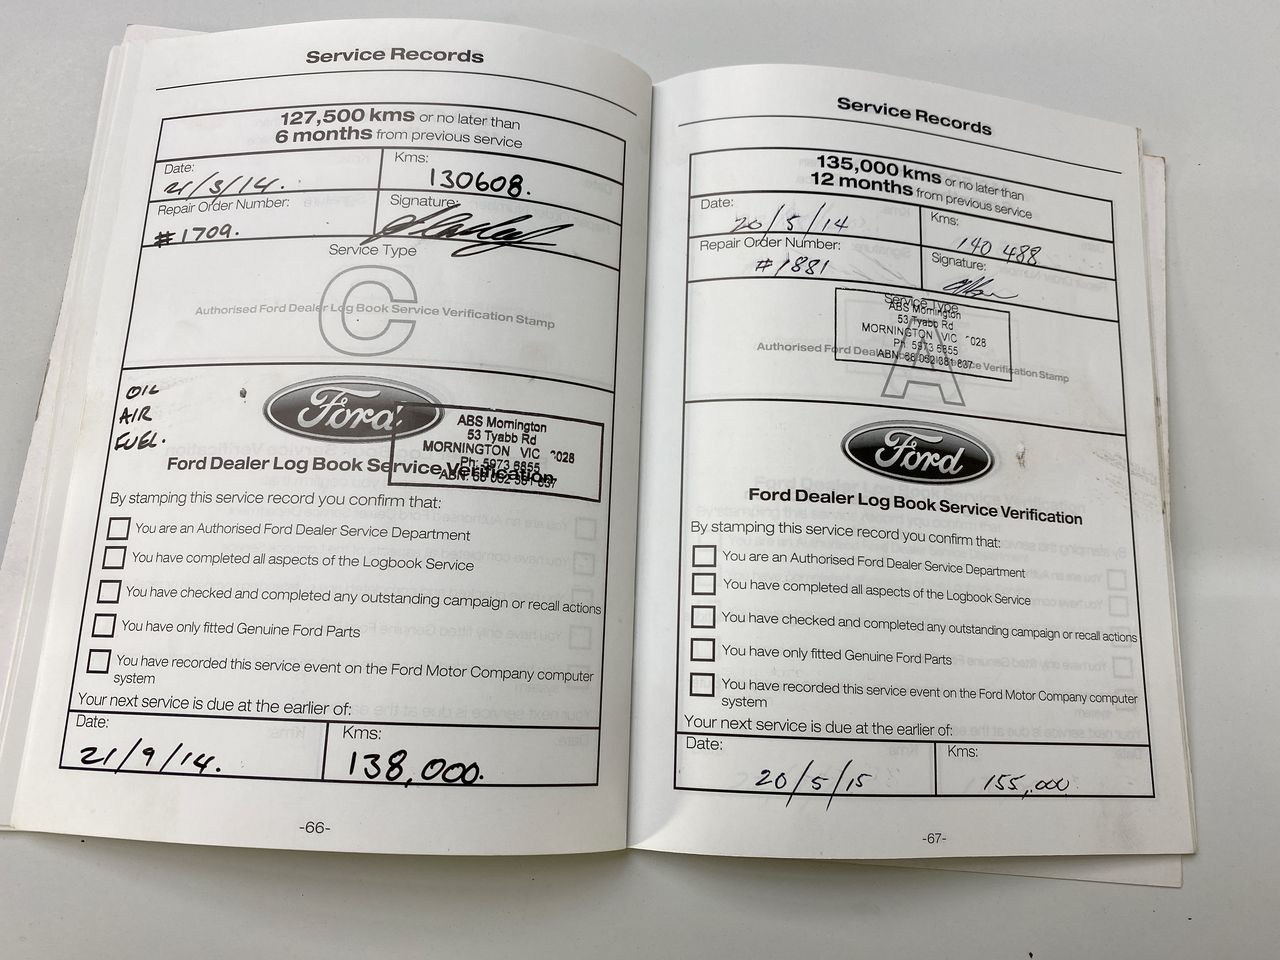 Service Records
127,500 kms or no later than
6 months from previous service
Date:
21/3/14.
Kms:
130608.
Repair Order Number:
#1709.
Signature:
Service Type
C
Authorised Ford Dealer Log Book Service Verification Stamp
OIL
AIR
FUEL.
Ford
ABS Mornington
53 Tyabb Rd
MORNINGTON VIC
Ford Dealer Log Book Service Verification
By stamping this service record you confirm that:
You are an Authorised Ford Dealer Service Department
You have completed all aspects of the Logbook Service
You have checked and completed any outstanding campaign or recall actions
You have only fitted Genuine Ford Parts
You have recorded this service event on the Ford Motor Company computer
system
Your next service is due at the earlier of:
Date:
21/9/14.
Kms:
138,000.
-66-
Service Records
135,000 kms or no later than
12 months from previous service
Date:
20/5/14
Kms:
140 488
Repair Order Number:
#1881
Signature:
Service Type
ABS Mornington
53 Tyabb Rd
MORNINGTON VIC
Ph: 5973 6855
A
Authorised Ford Dealer Log Book Service Verification Stamp
Ford
Ford Dealer Log Book Service Verification
By stamping this service record you confirm that:
You are an Authorised Ford Dealer Service Department
You have completed all aspects of the Logbook Service
You have checked and completed any outstanding campaign or recall actions
You have only fitted Genuine Ford Parts
You have recorded this service event on the Ford Motor Company computer
system
Your next service is due at the earlier of:
Date:
20/5/15
Kms:
155,000
-67-